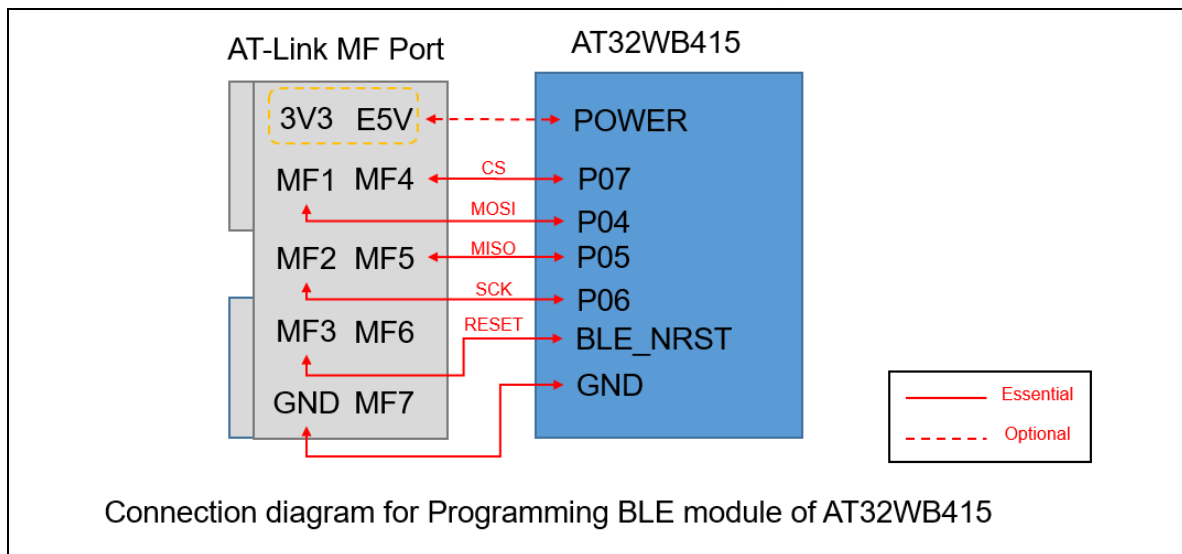 AT-Link MF Port
AT32WB415
3V3 E5V
POWER
MF1 MF4
CS
P07
MOSI
P04
MF2 MF5
MISO
P05
SCK
P06
MF3 MF6
RESET
BLE_NRST
GND MF7
GND
Essential
Optional
Connection diagram for Programming BLE module of AT32WB415